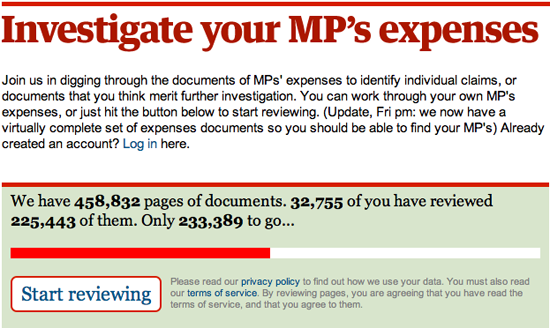 Investigate your MP's expenses
Join us in digging through the documents of MPs' expenses to identify individual claims, or
documents that you think merit further investigation. You can work through your own MP's
expenses, or just hit the button below to start reviewing. (Update, Fri pm: we now have a
virtually complete set of expenses documents so you should be able to find your MP's) Already
created an account? Log in here.
We have 458,832 pages of documents. 32,755 of you have reviewed
225,443 of them. Only 233,389 to go...
Start reviewing
Please read our privacy policy to find out how we use your data. You must also read
our terms of service. By reviewing pages, you are agreeing that you have read the
terms of service, and that you agree to them.